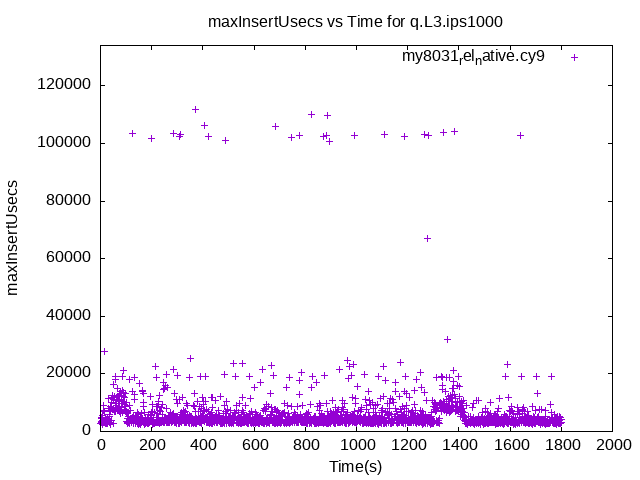 maxInsertUsecs vs Time for q.L3.ips1000
my8031relnative.cy9
120000
100000
80000
60000
40000
20000
0
maxInsertUsecs
0 200 400 600 800 1000 1200 1400 1600 1800 2000
Time(s)